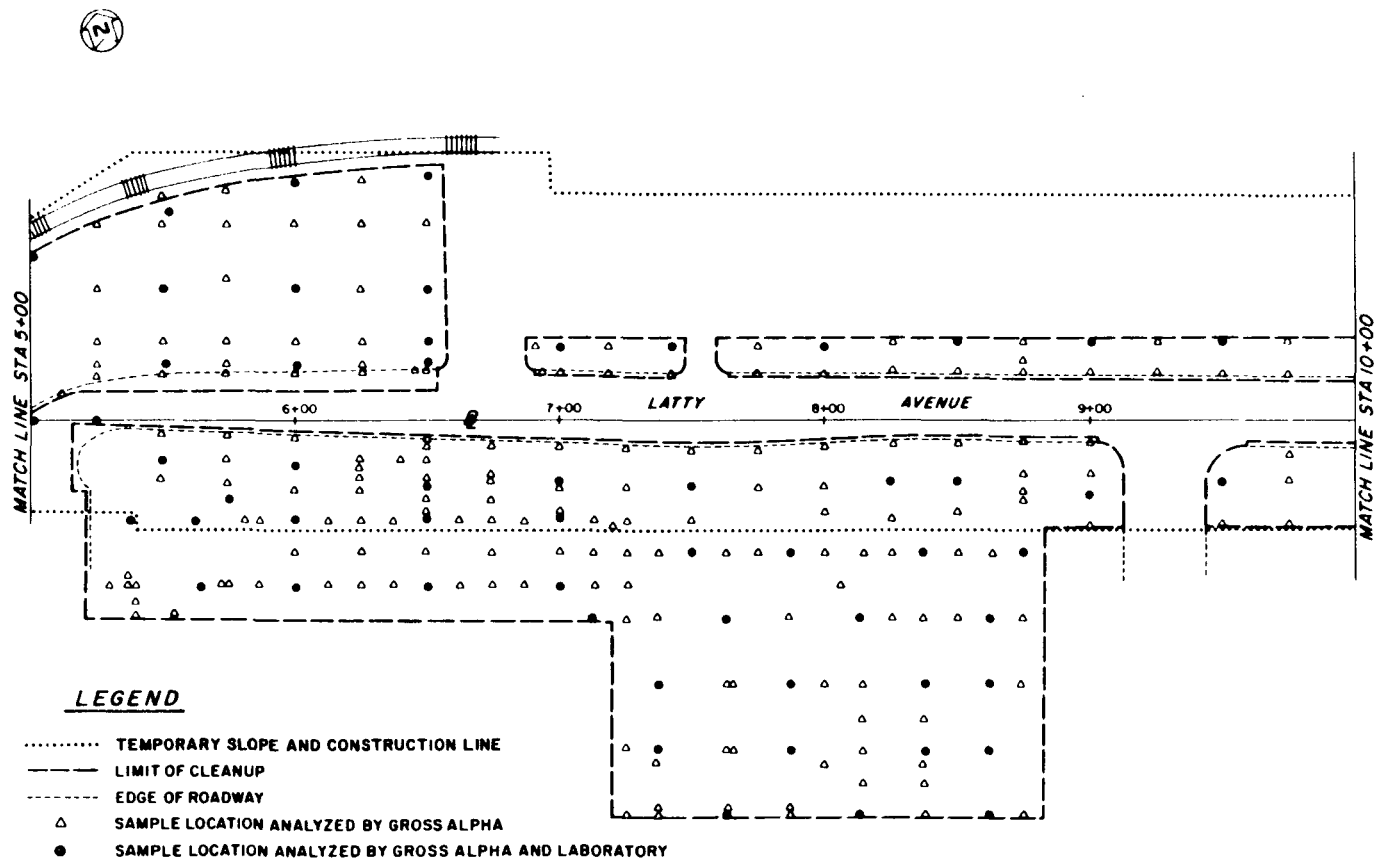 N
MATCH LINE STA 5+00
6+00
7+00
LATTY
8+00
AVENUE
9+00
MATCH LINE STA 10+00
LEGEND
TEMPORARY SLOPE AND CONSTRUCTION LINE
LIMIT OF CLEANUP
EDGE OF ROADWAY
SAMPLE LOCATION ANALYZED BY GROSS ALPHA
SAMPLE LOCATION ANALYZED BY GROSS ALPHA AND LABORATORY